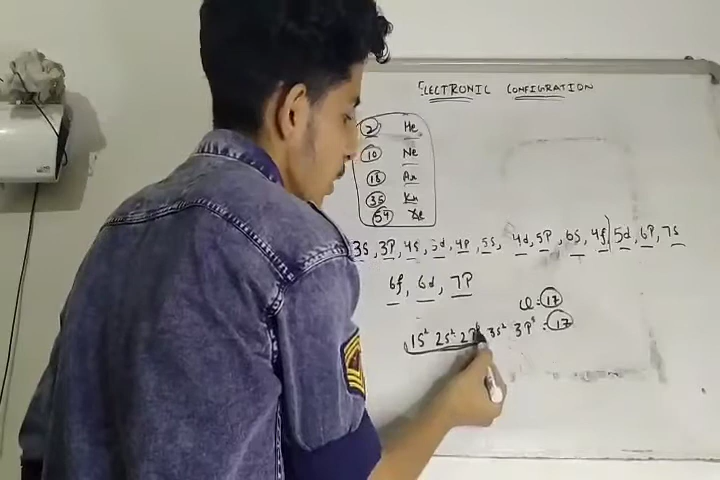 ELECTRONIC CONFIGRATION
2 He
10 Ne
18 Ar
36 Kr
54 Xe
3s, 3p, 4s, 3d, 4p, 5s, 4d, 5p, 6s, 4f) 5d, 6p, 7s
6f, 6d, 7p
Cl = 17
1s² 2s² 2p⁶ 3s² 3p⁵ = 17